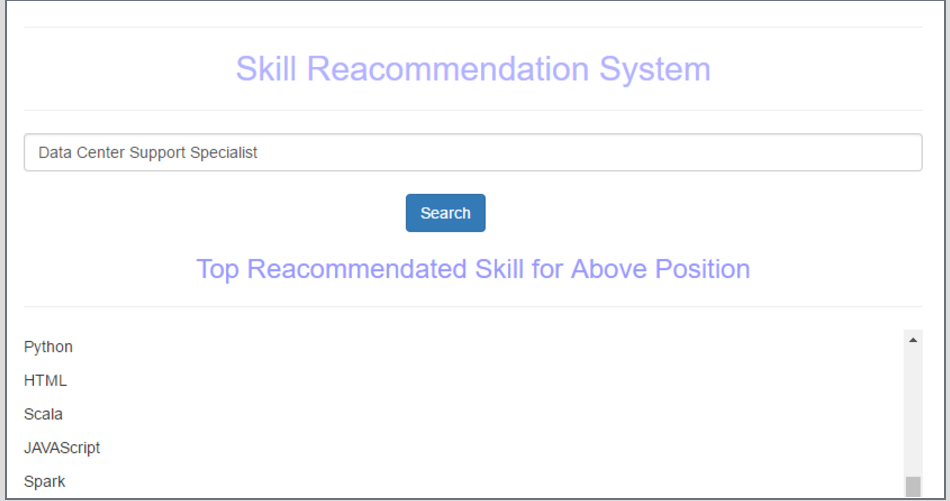 Skill Reacommendation System
Data Center Support Specialist
Search
Top Reacommendated Skill for Above Position
Python
HTML
Scala
JAVAScript
Spark